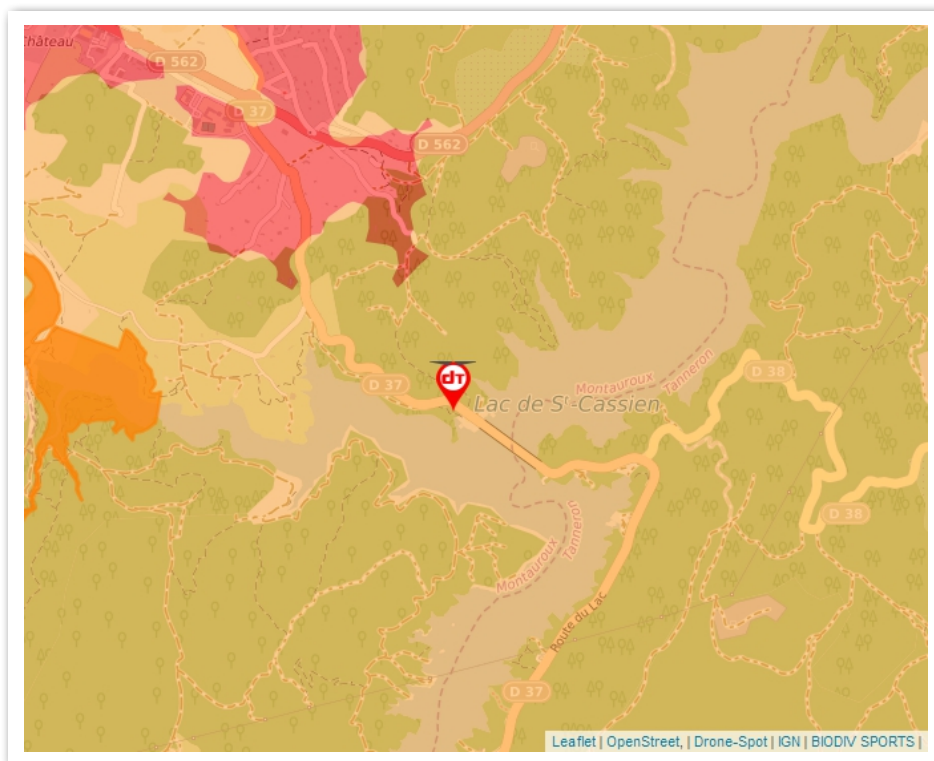 Château
D 562
D 37
D 562
D 38
Montauroux
Tanneron
D 37
dT
Lac de Sᵗ-Cassien
D 38
Montauroux
Tanneron
Route du Lac
D 37
Leaflet | OpenStreet, | Drone-Spot | IGN | BIODIV SPORTS |